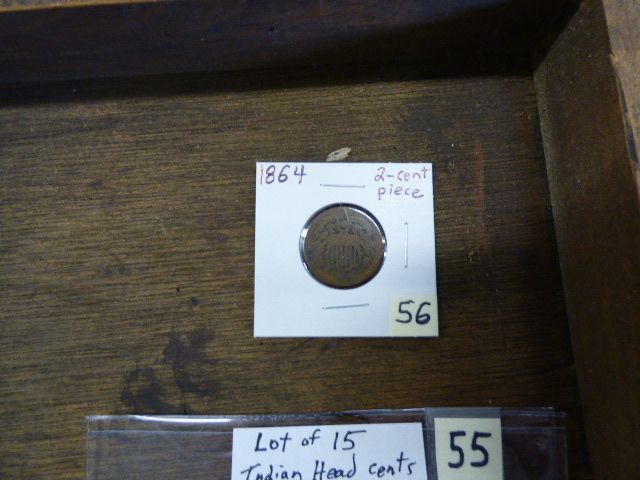 1864
2-cent
piece
56
Lot of 15
Indian Head cents
55